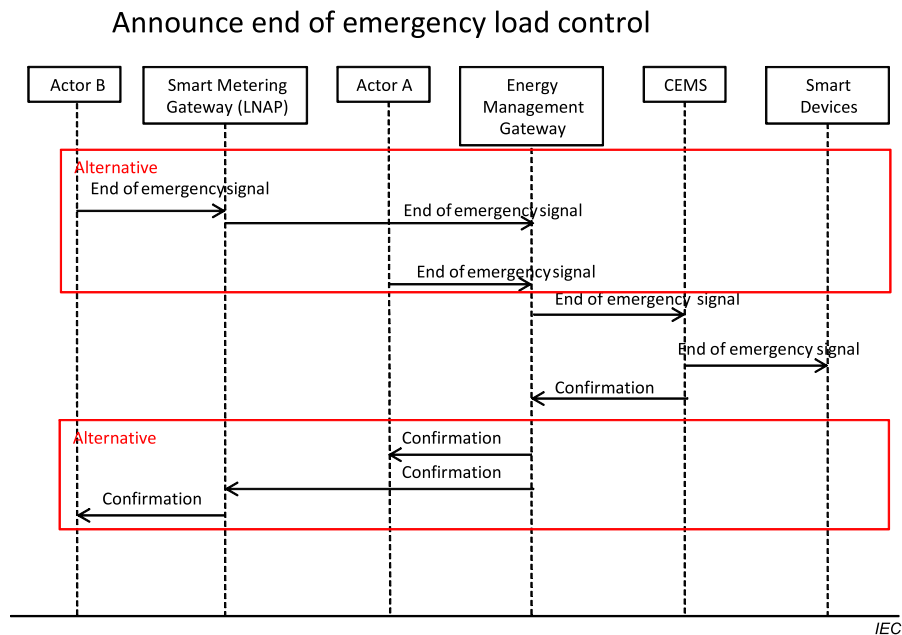 Announce end of emergency load control
Actor B
Smart Metering
Gateway (LNAP)
Actor A
Energy
Management
Gateway
CEMS
Smart
Devices
Alternative
End of emergency signal
End of emergency signal
End of emergency signal
End of emergency signal
End of emergency signal
Confirmation
Alternative
Confirmation
Confirmation
Confirmation
IEC